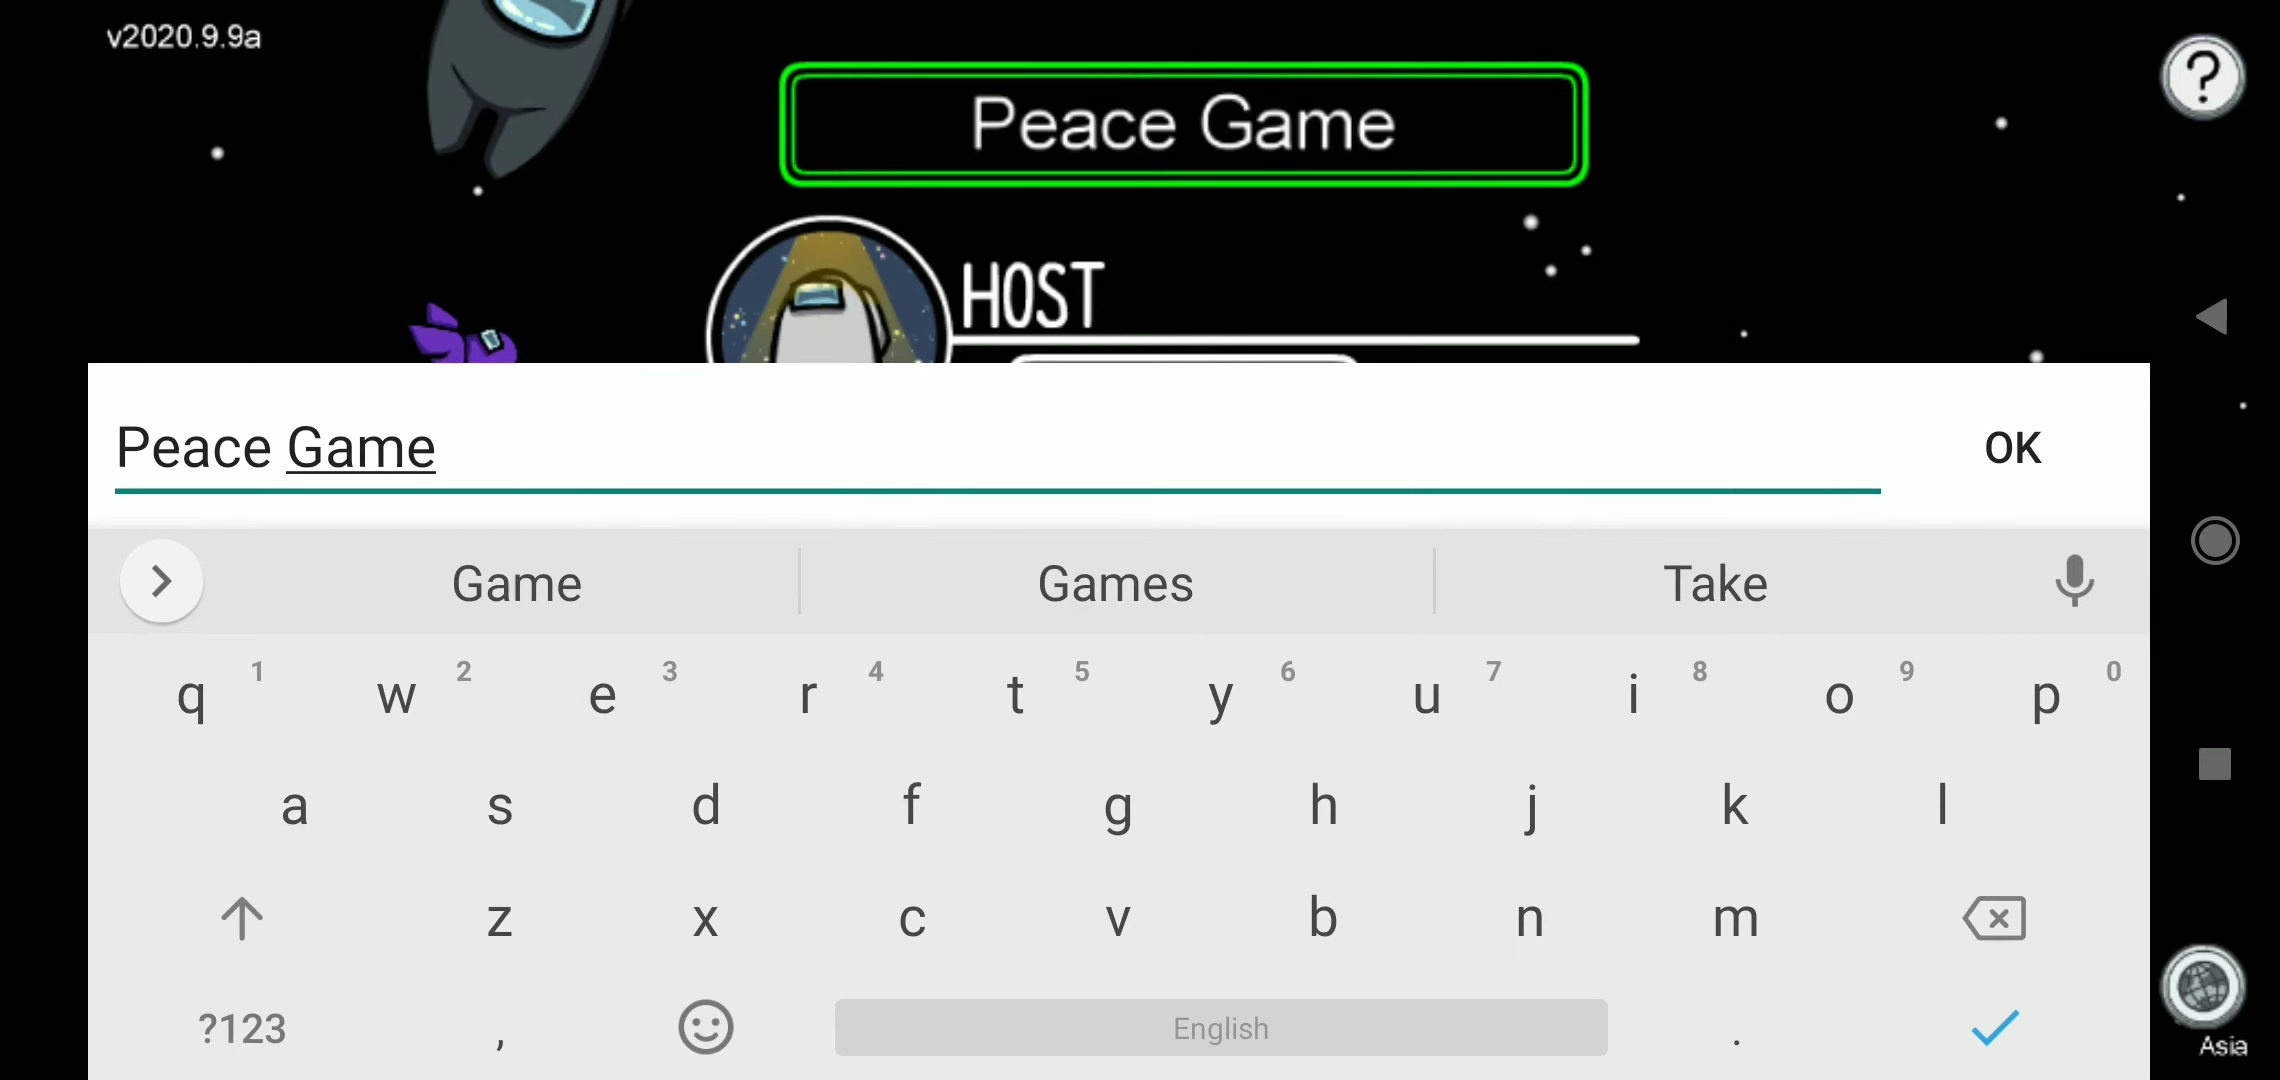 v2020.9.9a
Peace Game
?
HOST
Peace Game
OK
Game Games Take
q 1 w 2 e 3 r 4 t 5 y 6 u 7 i 8 o 9 p 0
a s d f g h j k l
z x c v b n m
?123 , English .
Asia